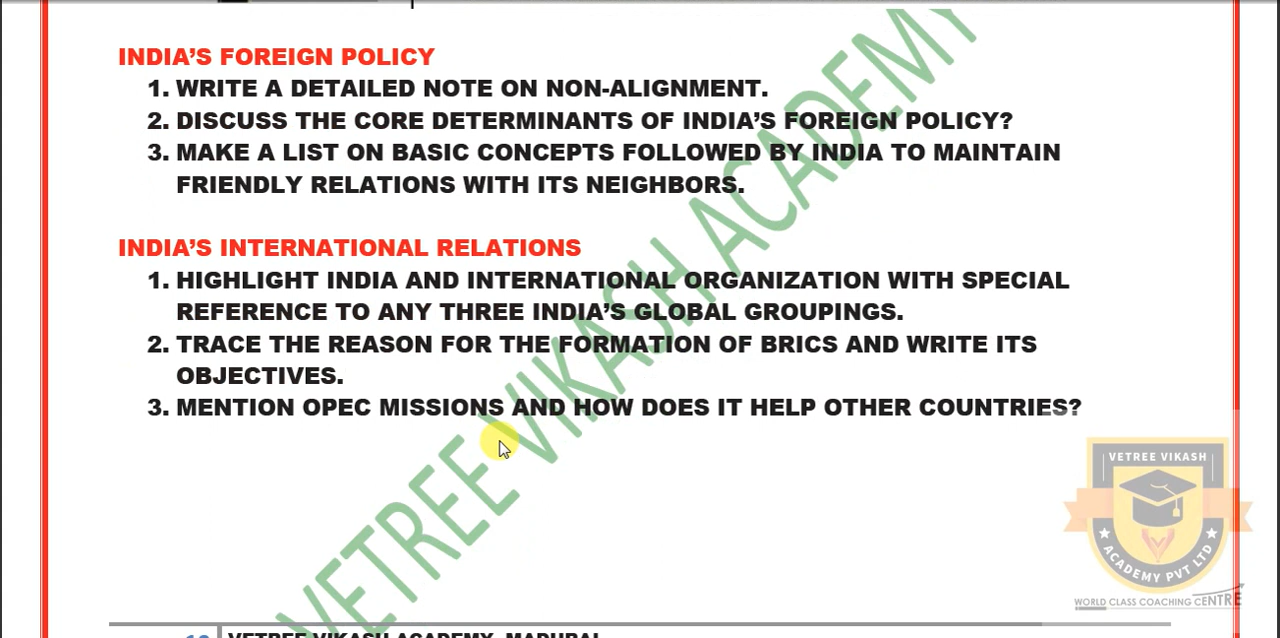 INDIA'S FOREIGN POLICY
1. WRITE A DETAILED NOTE ON NON-ALIGNMENT.
2. DISCUSS THE CORE DETERMINANTS OF INDIA'S FOREIGN POLICY?
3. MAKE A LIST ON BASIC CONCEPTS FOLLOWED BY INDIA TO MAINTAIN
FRIENDLY RELATIONS WITH ITS NEIGHBORS.
INDIA'S INTERNATIONAL RELATIONS
1. HIGHLIGHT INDIA AND INTERNATIONAL ORGANIZATION WITH SPECIAL
REFERENCE TO ANY THREE INDIA'S GLOBAL GROUPINGS.
2. TRACE THE REASON FOR THE FORMATION OF BRICS AND WRITE ITS
OBJECTIVES.
3. MENTION OPEC MISSIONS AND HOW DOES IT HELP OTHER COUNTRIES?
VETREE VIKASH ACADEMY
VETREE VIKASH
ACADEMY PVT LTD
WORLD CLASS COACHING CENTRE
VETREE VIKASH ACADEMY, MADURAI